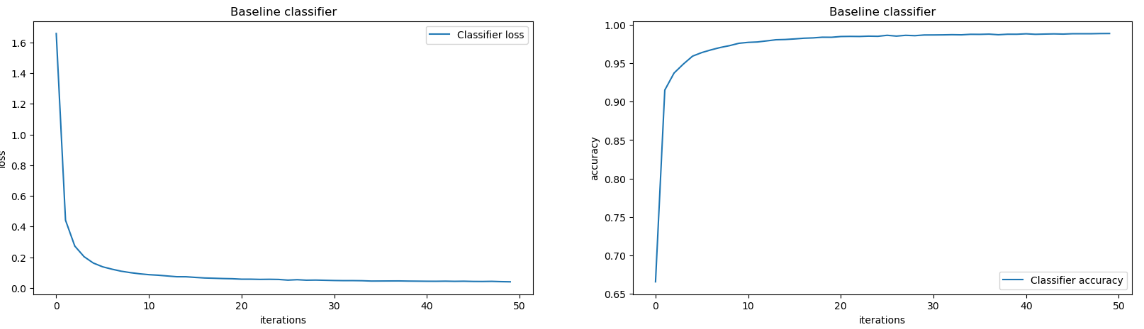 Baseline classifier
Classifier loss
1.6
1.4
1.2
1.0
0.8
0.6
0.4
0.2
0.0
loss
0 10 20 30 40 50
iterations
Baseline classifier
1.00
0.95
0.90
0.85
0.80
0.75
0.70
0.65
accuracy
Classifier accuracy
0 10 20 30 40 50
iterations